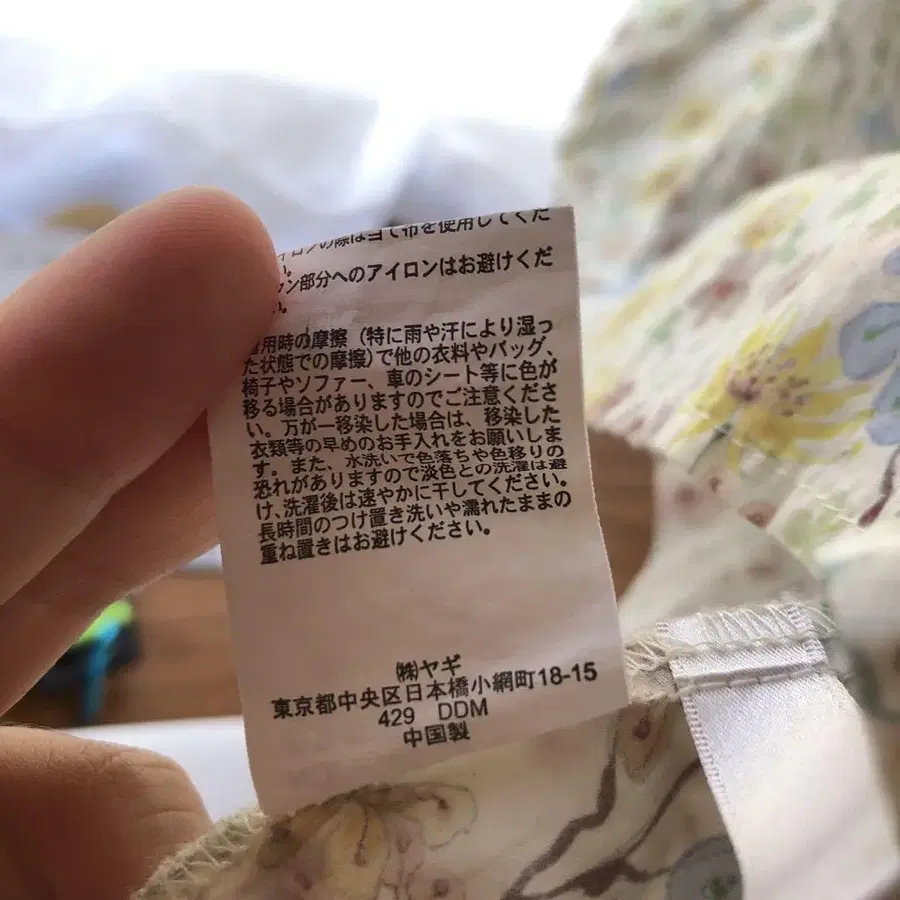 イロンの際は当て布を使用してくだ
い。
ン部分へのアイロンはお避けくだ
い。
用時の摩擦（特に雨や汗により湿っ
た状態での摩擦）で他の衣料やバッグ、
椅子やソファー、車のシート等に色が
移る場合がありますのでご注意くださ
い。万が一移染した場合は、移染した
衣類等の早めのお手入れをお願いしま
す。また、水洗いで色落ちや色移りの
恐れがありますので淡色との洗濯は避
け、洗濯後は速やかに干してください。
長時間のつけ置き洗いや濡れたままの
重ね置きはお避けください。
㈱ヤギ
東京都中央区日本橋小網町18-15
429 DDM
中国製